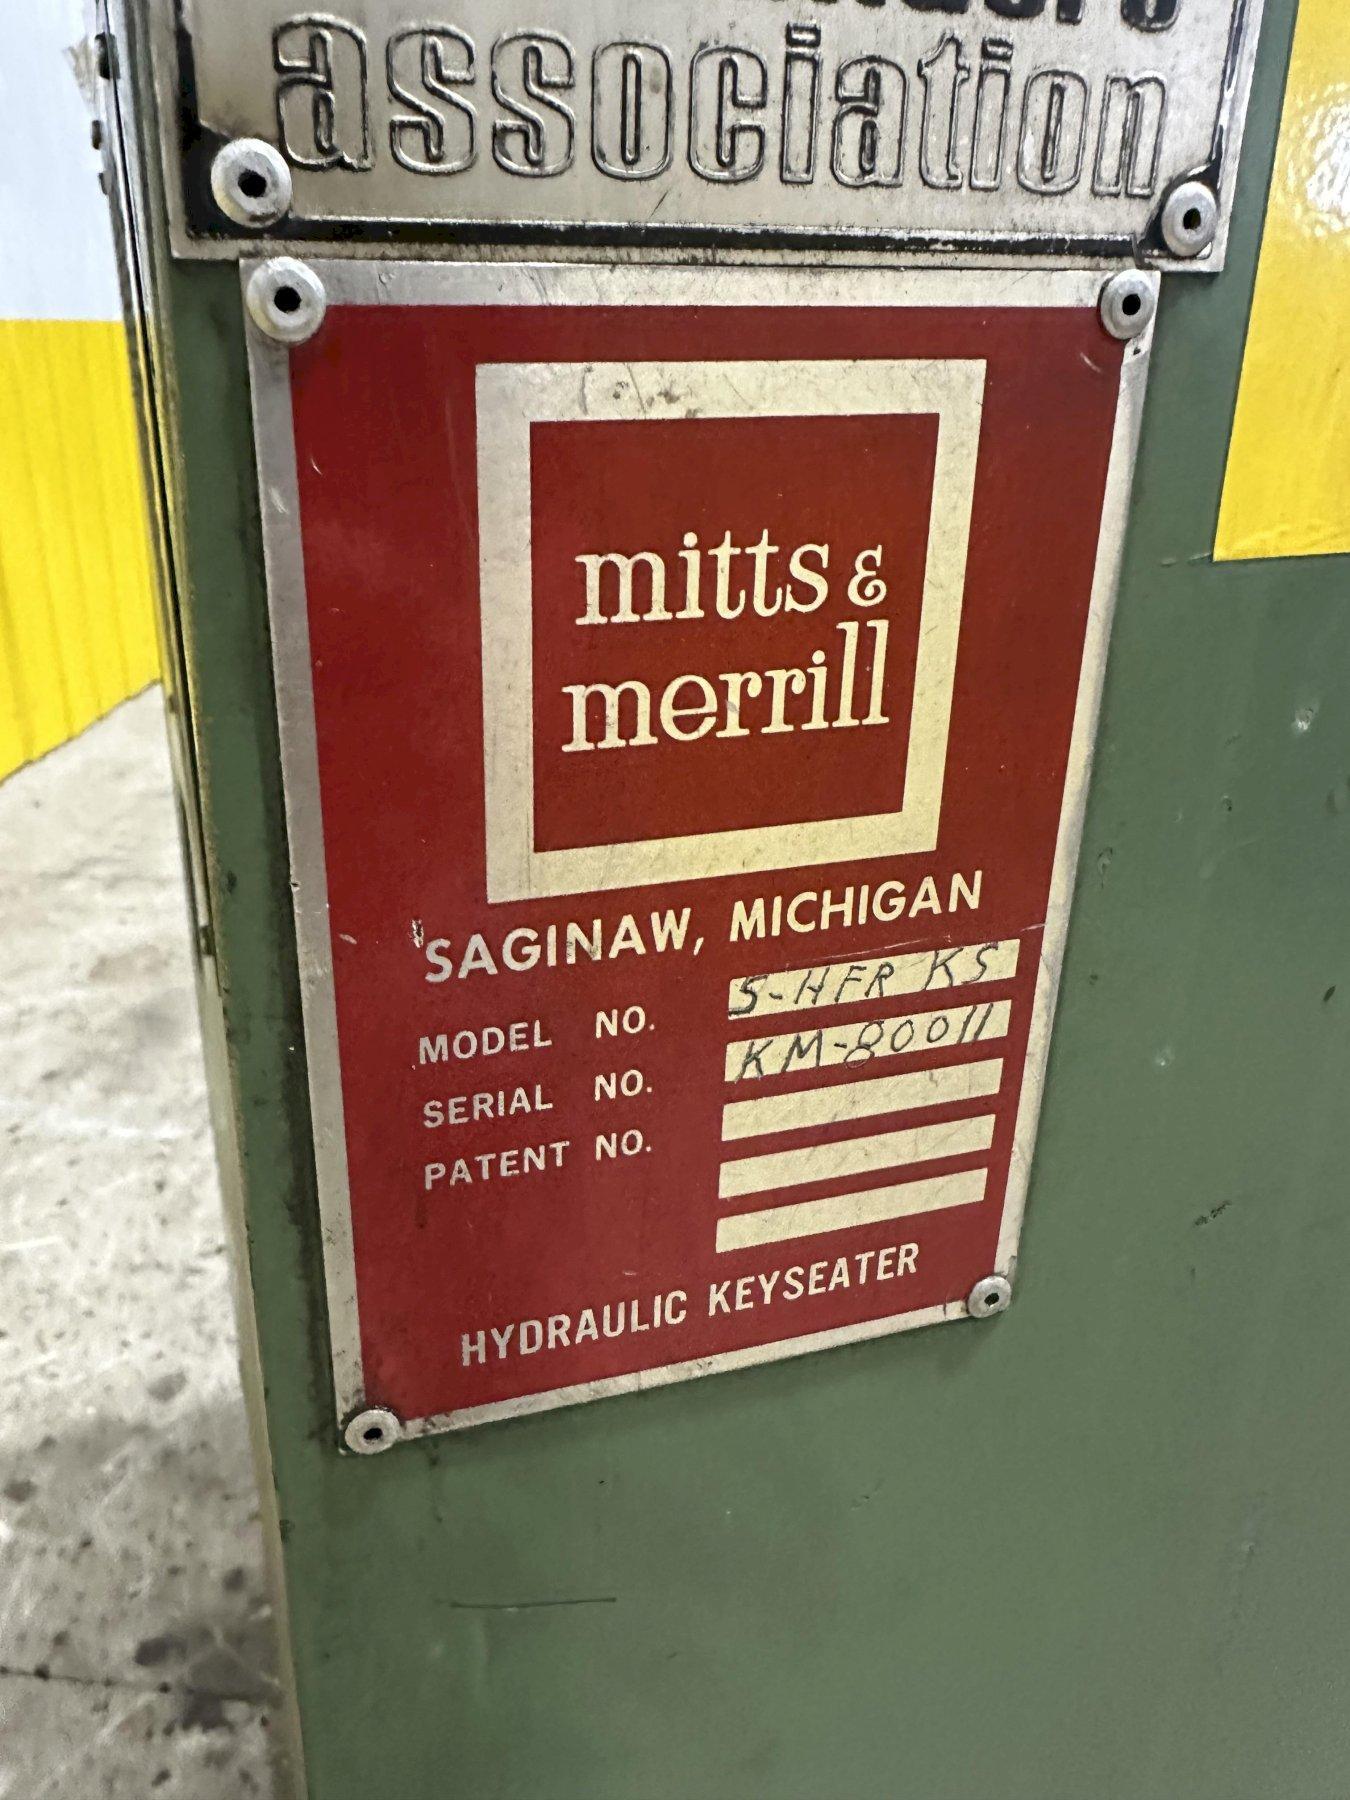 association
mitts &
merrill
SAGINAW, MICHIGAN
MODEL NO. 5-HFR KS
SERIAL NO. KM-80011
PATENT NO.
HYDRAULIC KEYSEATER